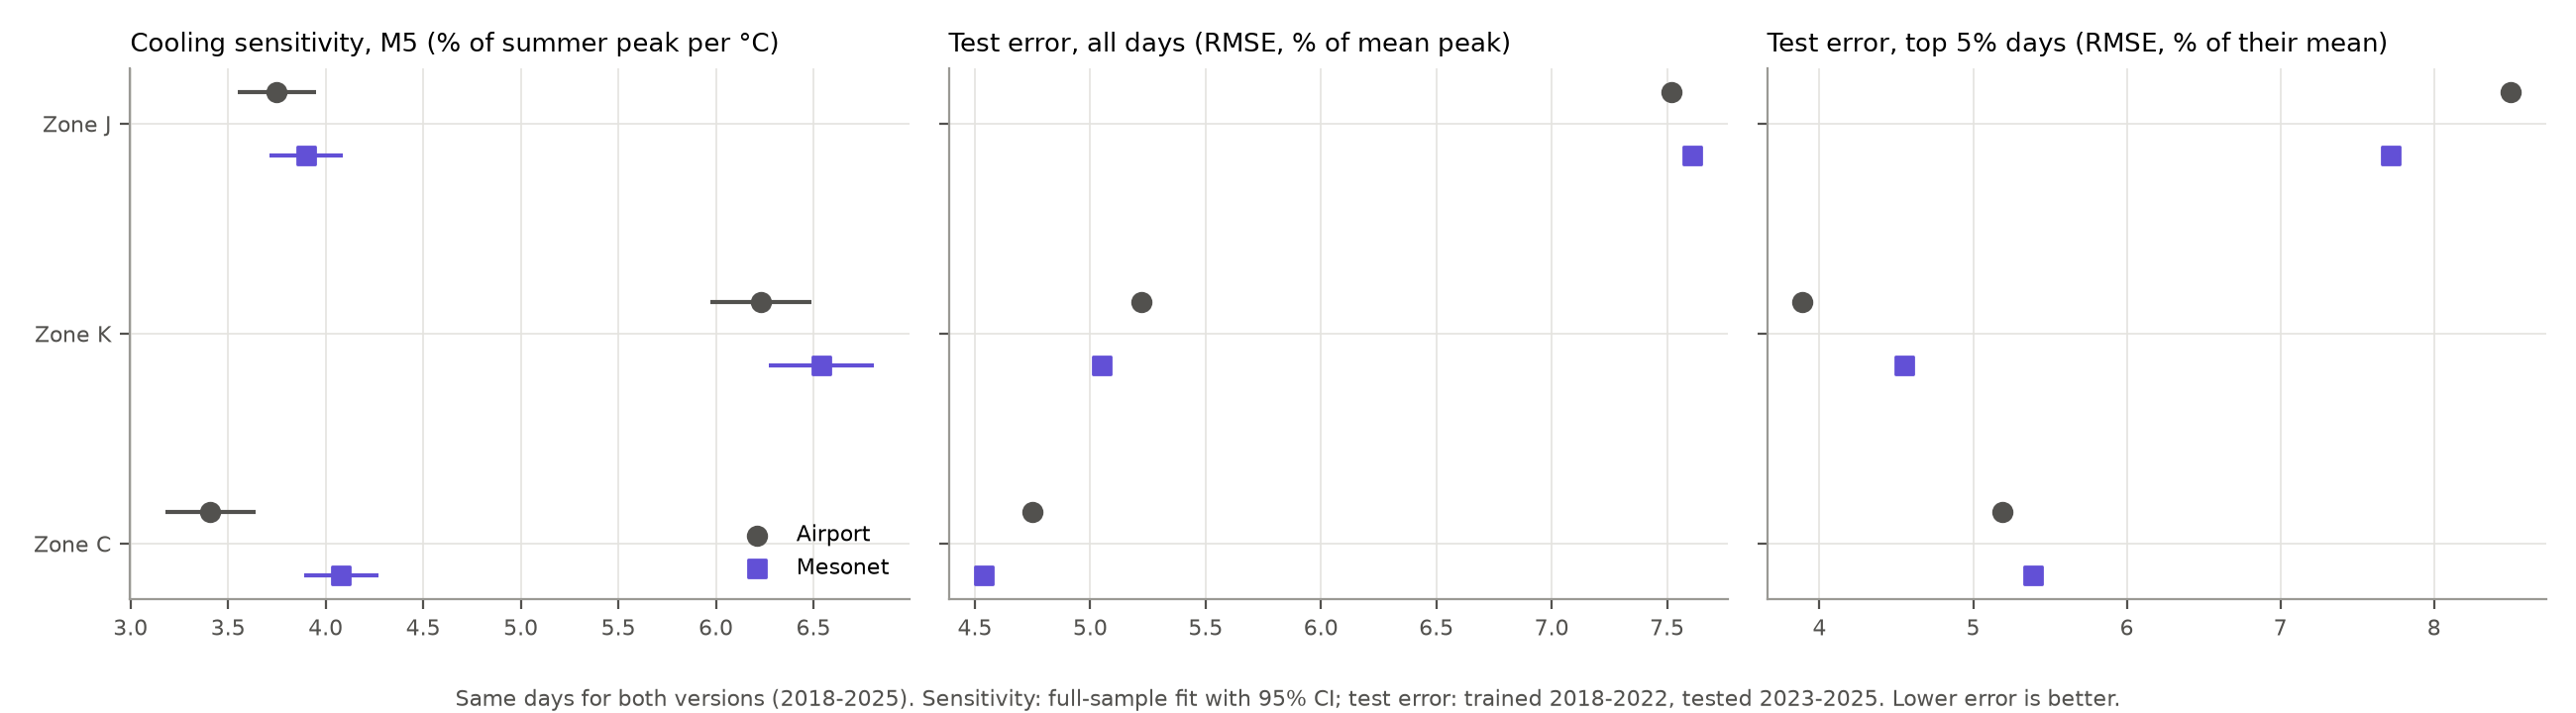 Cooling sensitivity, M5 (% of summer peak per °C)
Test error, all days (RMSE, % of mean peak)
Test error, top 5% days (RMSE, % of their mean)
Zone J
Zone K
Zone C
Airport
Mesonet
3.0 3.5 4.0 4.5 5.0 5.5 6.0 6.5
4.5 5.0 5.5 6.0 6.5 7.0 7.5
4 5 6 7 8
Same days for both versions (2018-2025). Sensitivity: full-sample fit with 95% CI; test error: trained 2018-2022, tested 2023-2025. Lower error is better.